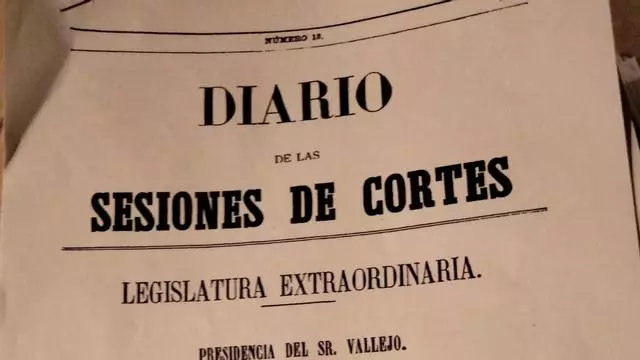 NÚMERO 12.
DIARIO
DE LAS
SESIONES DE CORTES
LEGISLATURA EXTRAORDINARIA.
PRESIDENCIA DEL SR. VALLEJO.